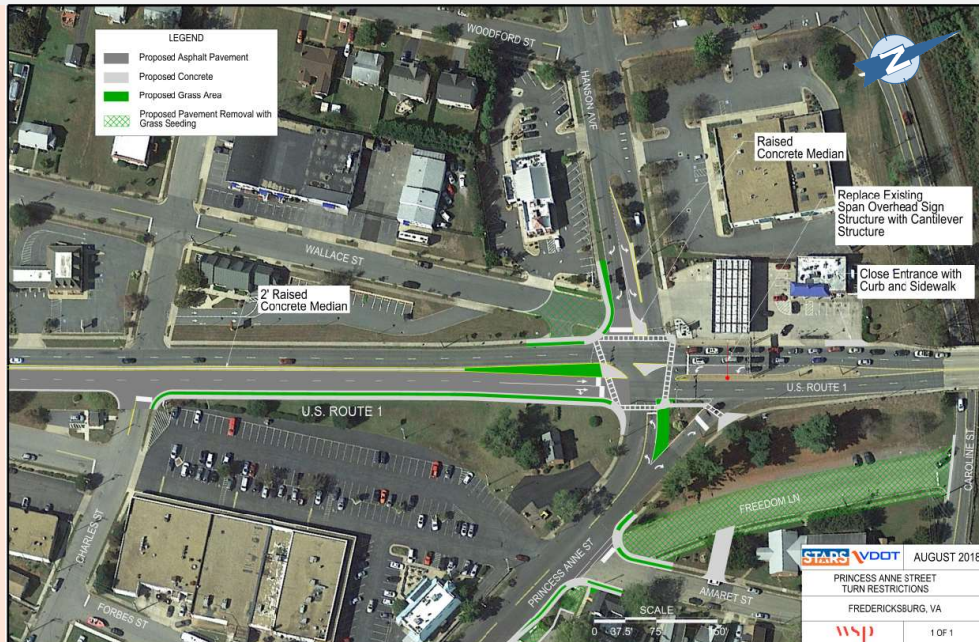 LEGEND
Proposed Asphalt Pavement
Proposed Concrete
Proposed Grass Area
Proposed Pavement Removal with
Grass Seeding
WOODFORD ST
HANSON AVE
N
Raised
Concrete Median
Replace Existing
Span Overhead Sign
Structure with Cantilever
Structure
Close Entrance with
Curb and Sidewalk
WALLACE ST
2' Raised
Concrete Median
U.S. ROUTE 1
U.S. ROUTE 1
CHARLES ST
FORBES ST
PRINCESS ANNE ST
FREEDOM LN
CAROLINE ST
AMARET ST
SCALE
0 37.5' 75' 150'
STARS VDOT AUGUST 2018
PRINCESS ANNE STREET
TURN RESTRICTIONS
FREDERICKSBURG, VA
wsp 1 OF 1